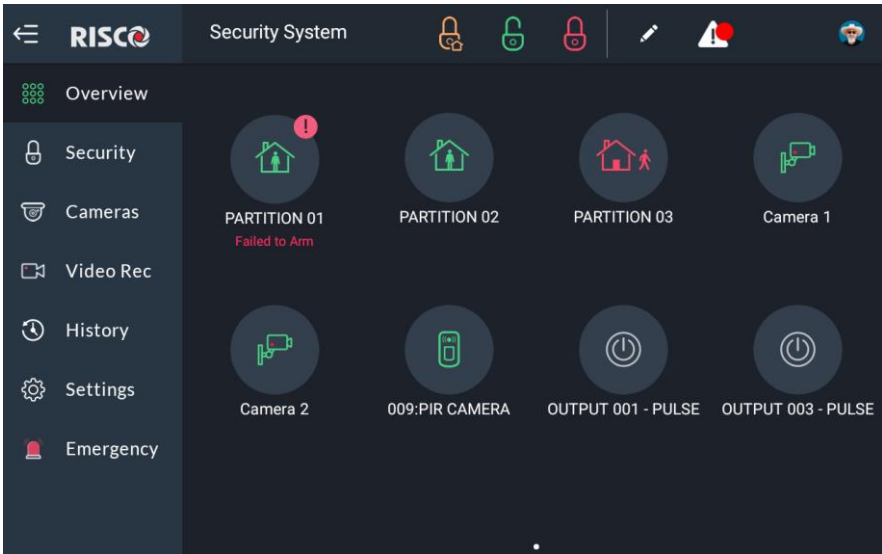 RISCO
Security System
Overview
Security
Cameras
Video Rec
History
Settings
Emergency
PARTITION 01
Failed to Arm
PARTITION 02
PARTITION 03
Camera 1
Camera 2
009:PIR CAMERA
OUTPUT 001 - PULSE
OUTPUT 003 - PULSE